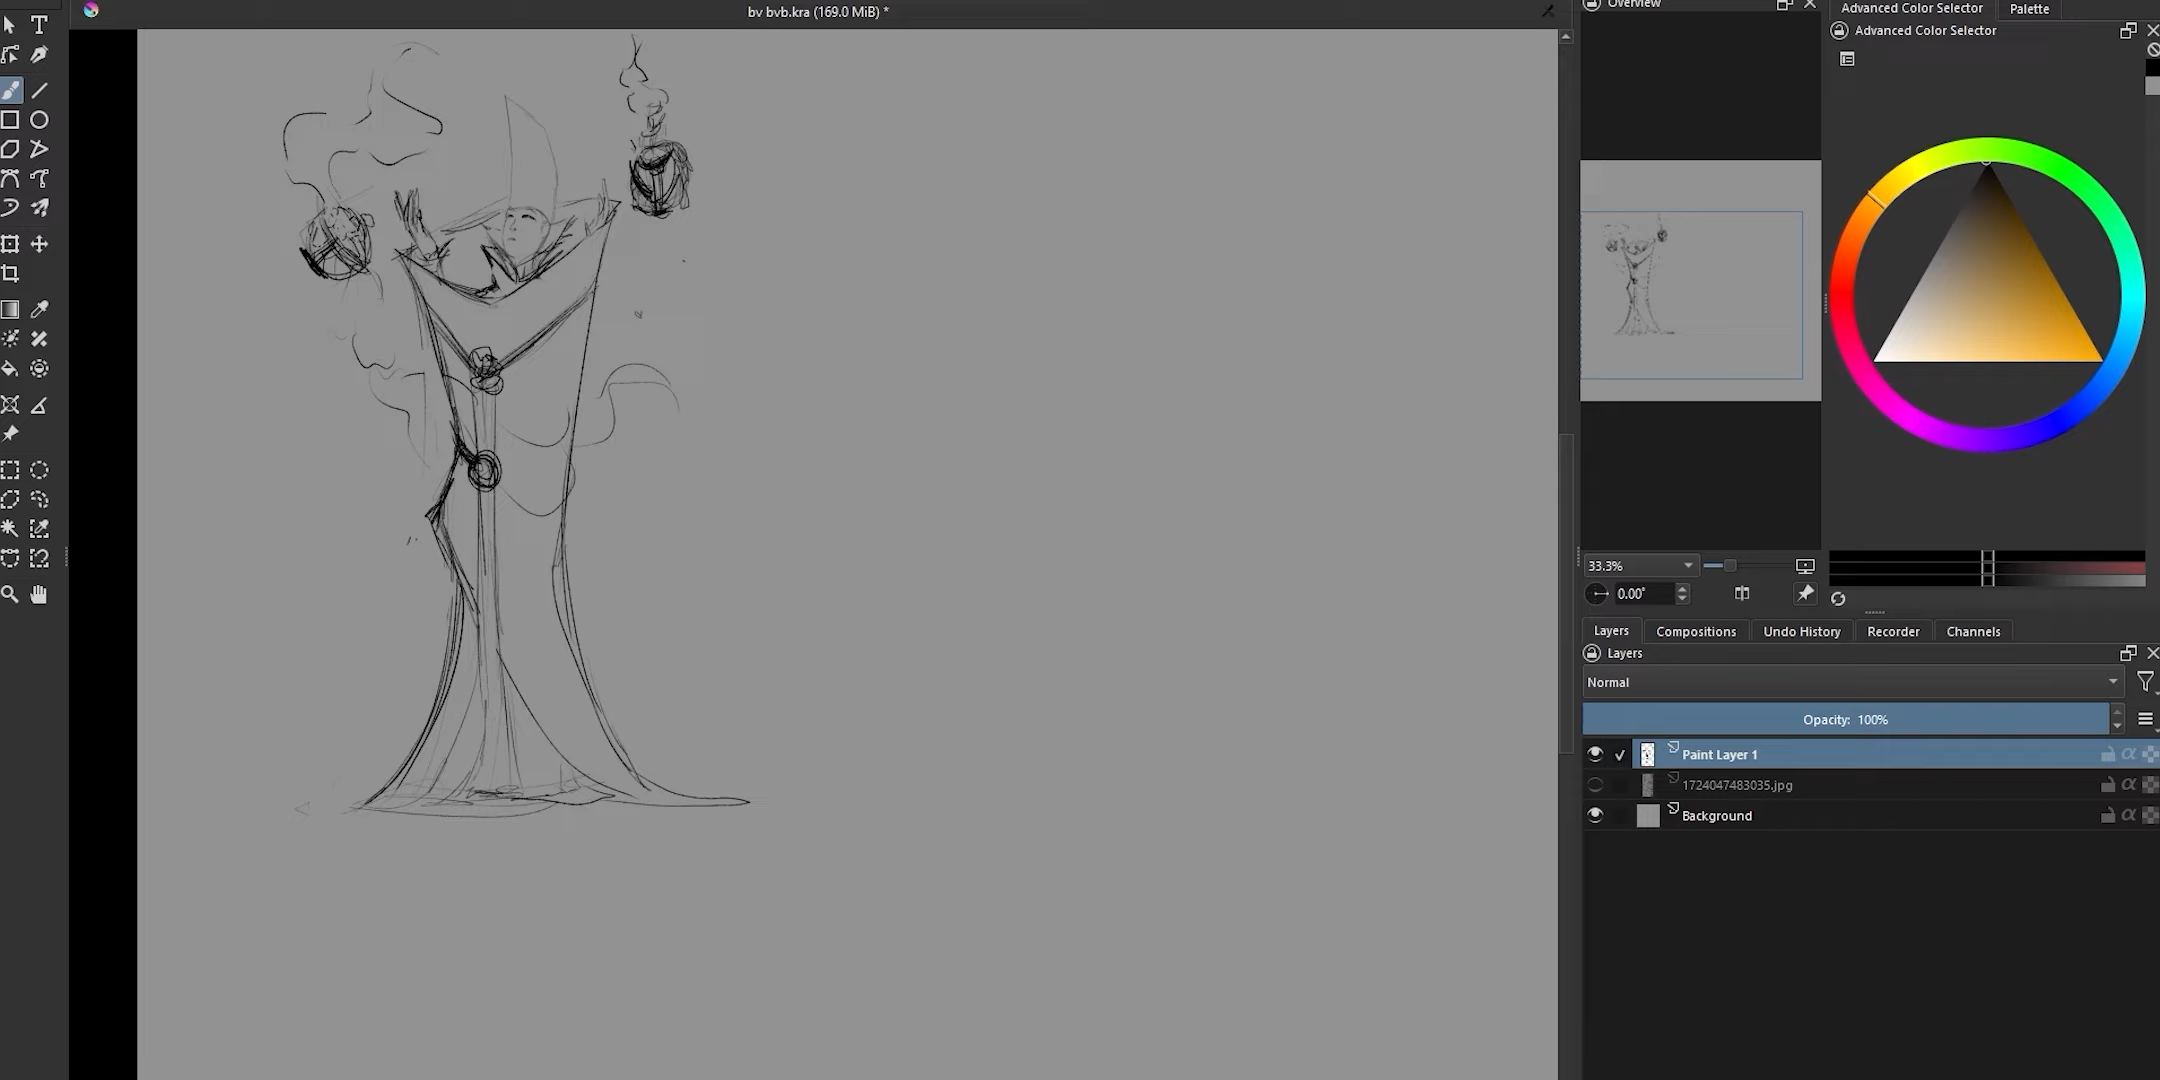 bv bvb.kra (169.0 MiB) *
Overview
Advanced Color Selector
Palette
Advanced Color Selector
33.3%
0.00°
Layers
Compositions
Undo History
Recorder
Channels
Layers
Normal
Opacity: 100%
Paint Layer 1
1724047483035.jpg
Background